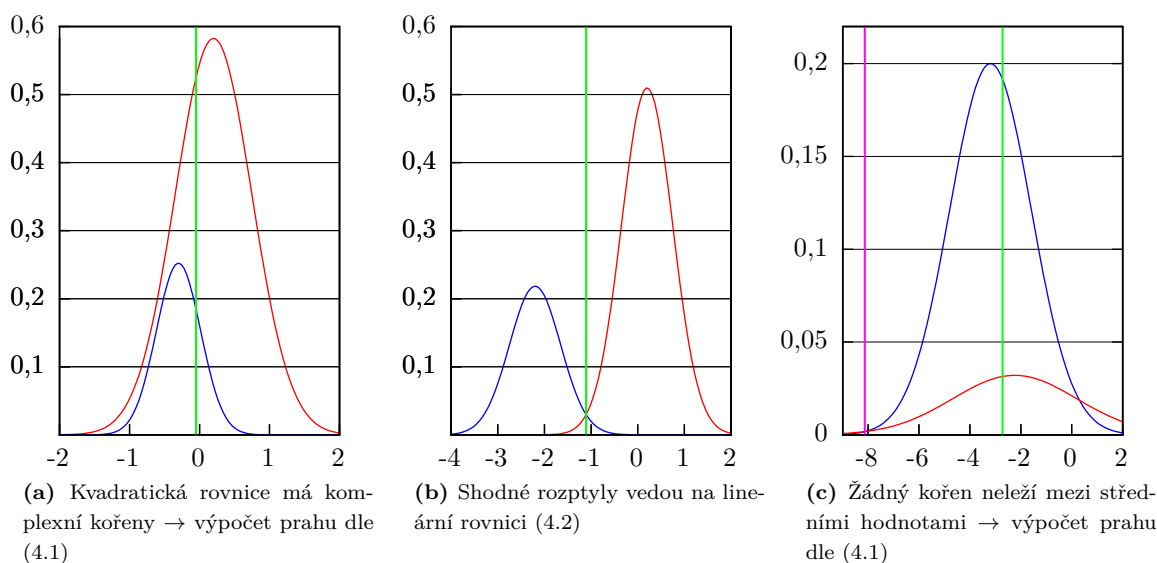 0,6
0,5
0,4
0,3
0,2
0,1
-2 -1 0 1 2
(a) Kvadratická rovnice má kom-
plexní kořeny → výpočet prahu dle
(4.1)
0,6
0,5
0,4
0,3
0,2
0,1
-4 -3 -2 -1 0 1 2
(b) Shodné rozptyly vedou na line-
ární rovnici (4.2)
0,2
0,15
0,1
0,05
0
-8 -6 -4 -2 0 2
(c) Žádný kořen neleží mezi střed-
ními hodnotami → výpočet prahu
dle (4.1)